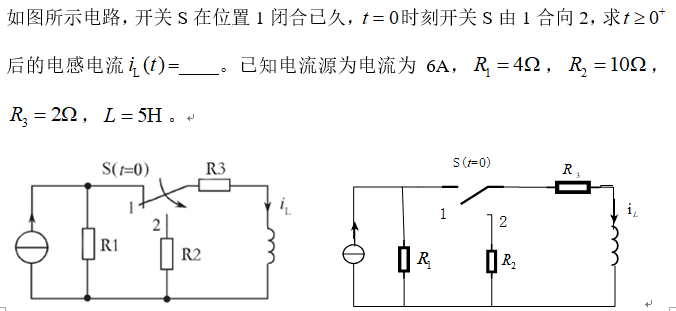 如图所示电路，开关 S 在位置 1 闭合已久，t = 0时刻开关 S 由 1 合向 2，求t ≥ 0⁺
后的电感电流 i_L(t)=____。已知电流源为电流为 6A， R₁ = 4Ω， R₂ = 10Ω，
R₃ = 2Ω， L = 5H 。
S(t=0) R3
1
2
i_L
R1
R2
S(t=0)
R₃
1
2
i_L
R₁
R₂